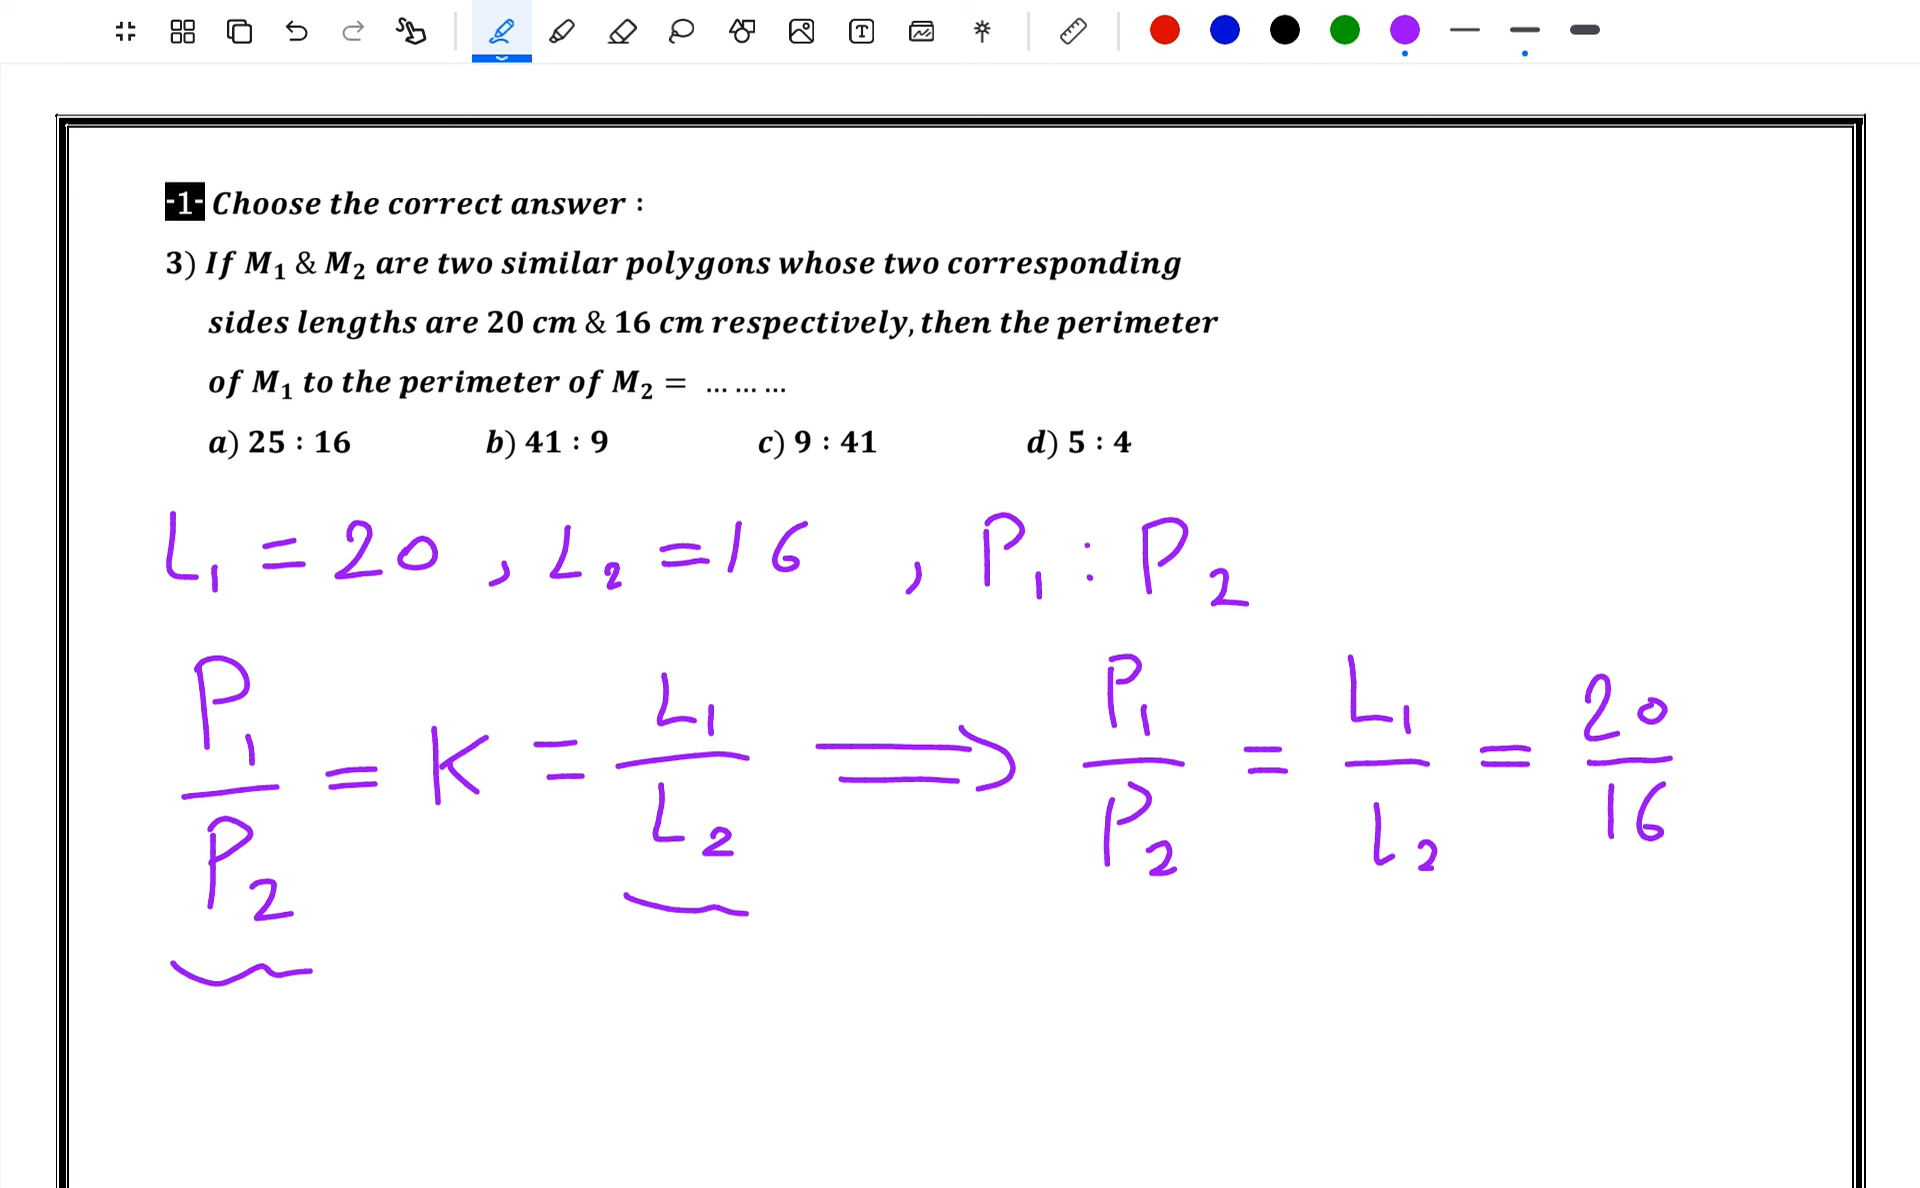 -1- Choose the correct answer :
3) If M₁ & M₂ are two similar polygons whose two corresponding
sides lengths are 20 cm & 16 cm respectively, then the perimeter
of M₁ to the perimeter of M₂ = ... ... ...
a) 25 : 16 b) 41 : 9 c) 9 : 41 d) 5 : 4
L₁ = 20 , L₂ = 16 , P₁ : P₂
P₁/P₂ = K = L₁/L₂ ⟹ P₁/P₂ = L₁/L₂ = 20/16